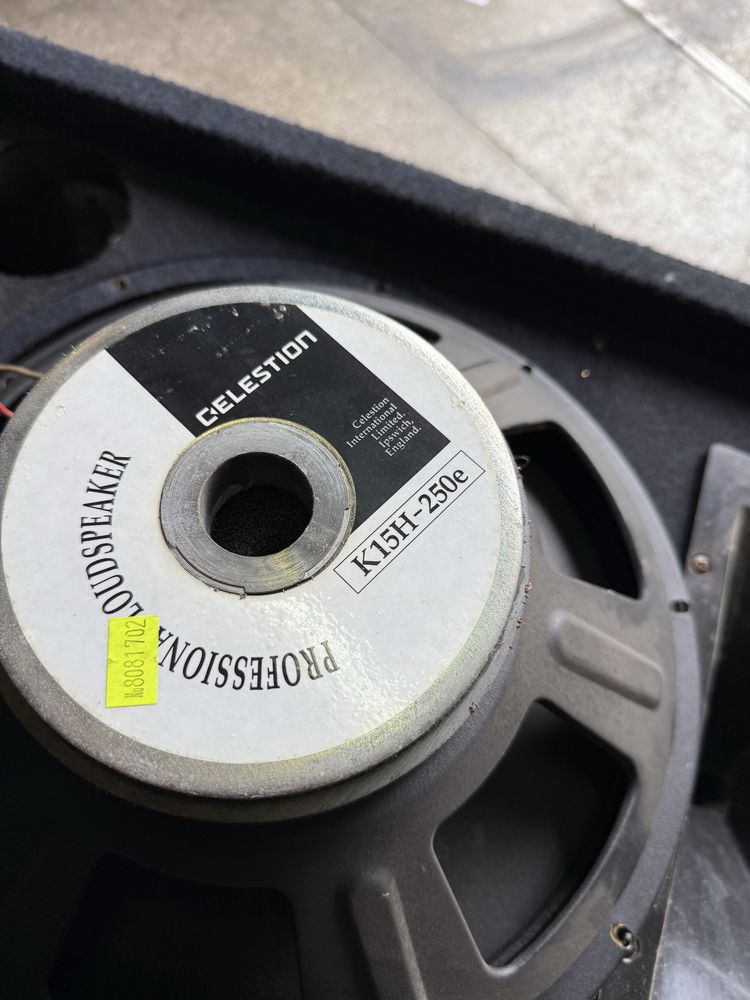 CELESTION
Celestion
International
Limited.
Ipswich,
England.
K15H-250e
PROFESSIONAL LOUDSPEAKER
№8081702